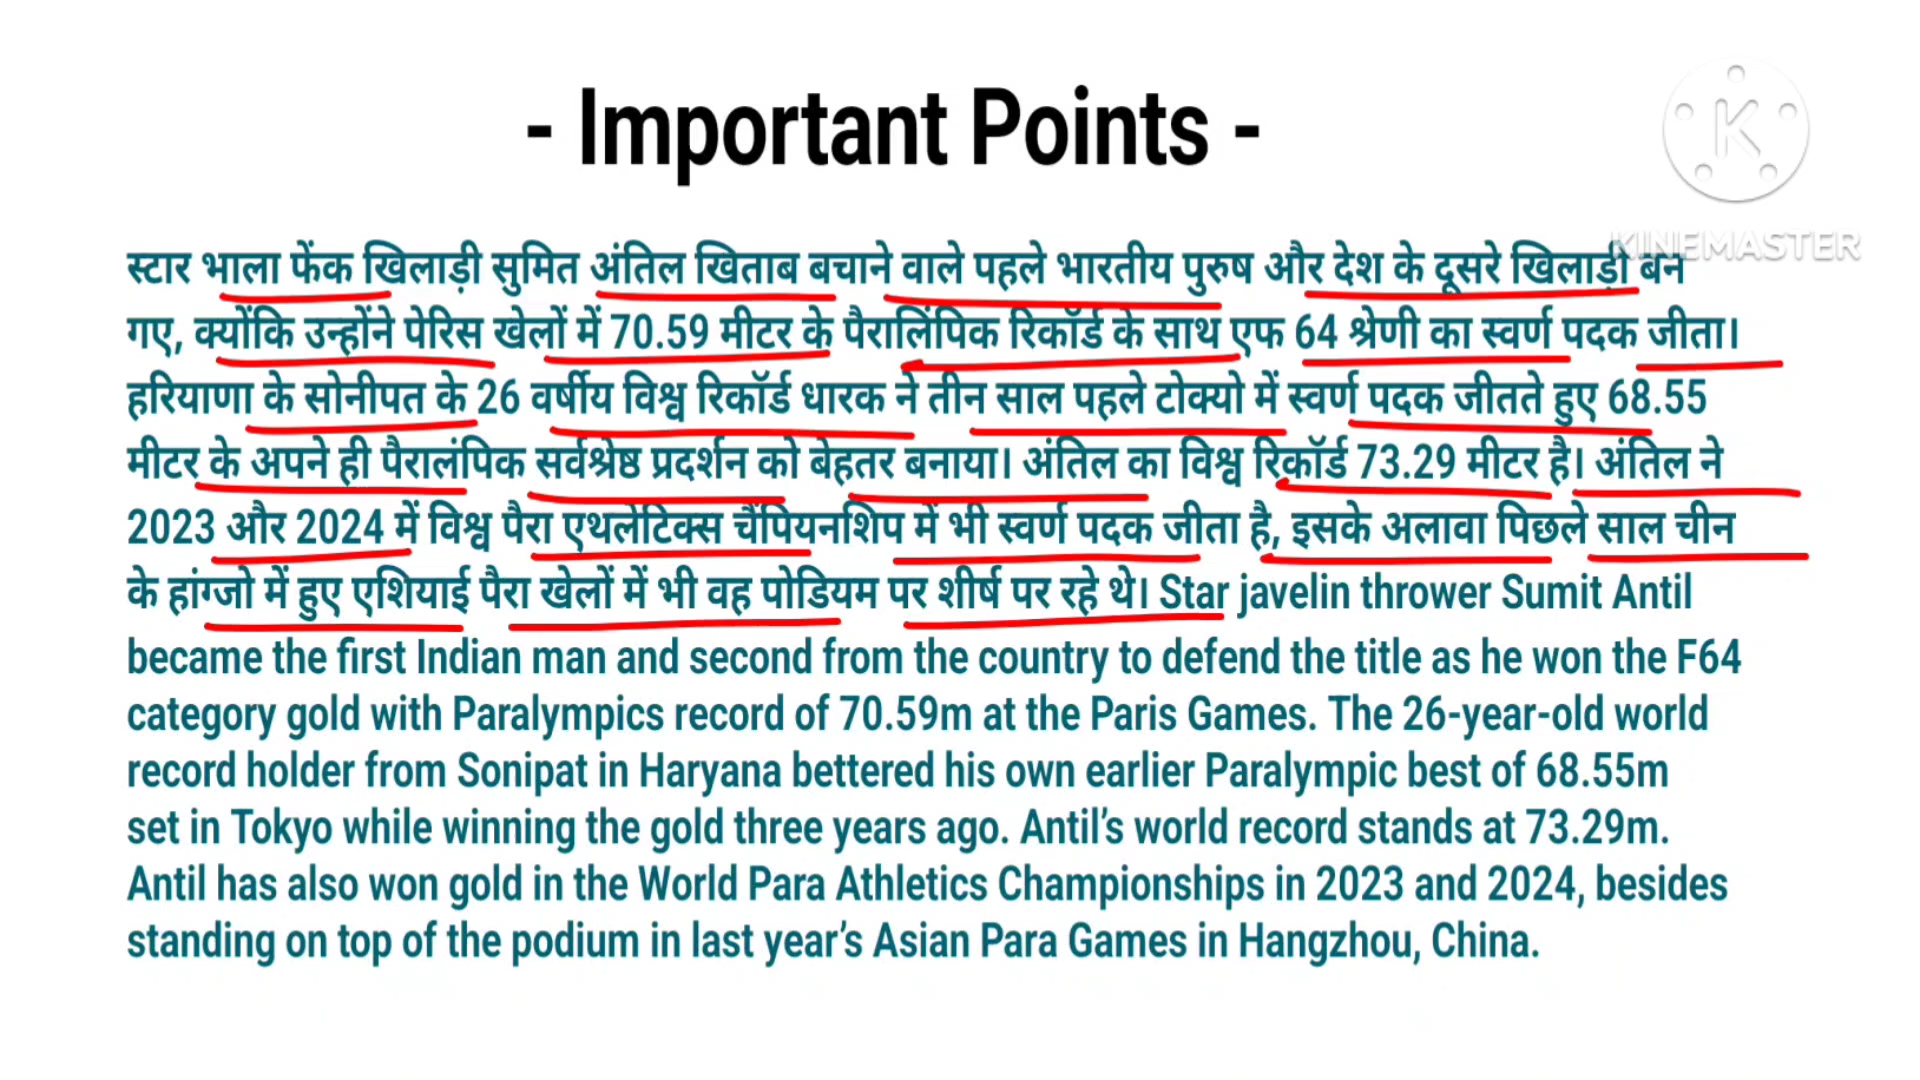 - Important Points -
KINEMASTER
स्टार भाला फेंक खिलाड़ी सुमित अंतिल खिताब बचाने वाले पहले भारतीय पुरुष और देश के दूसरे खिलाड़ी बन
गए, क्योंकि उन्होंने पेरिस खेलों में 70.59 मीटर के पैरालिंपिक रिकॉर्ड के साथ एफ 64 श्रेणी का स्वर्ण पदक जीता।
हरियाणा के सोनीपत के 26 वर्षीय विश्व रिकॉर्ड धारक ने तीन साल पहले टोक्यो में स्वर्ण पदक जीतते हुए 68.55
मीटर के अपने ही पैरालंपिक सर्वश्रेष्ठ प्रदर्शन को बेहतर बनाया। अंतिल का विश्व रिकॉर्ड 73.29 मीटर है। अंतिल ने
2023 और 2024 में विश्व पैरा एथलेटिक्स चैंपियनशिप में भी स्वर्ण पदक जीता है, इसके अलावा पिछले साल चीन
के हांग्जो में हुए एशियाई पैरा खेलों में भी वह पोडियम पर शीर्ष पर रहे थे। Star javelin thrower Sumit Antil
became the first Indian man and second from the country to defend the title as he won the F64
category gold with Paralympics record of 70.59m at the Paris Games. The 26-year-old world
record holder from Sonipat in Haryana bettered his own earlier Paralympic best of 68.55m
set in Tokyo while winning the gold three years ago. Antil’s world record stands at 73.29m.
Antil has also won gold in the World Para Athletics Championships in 2023 and 2024, besides
standing on top of the podium in last year’s Asian Para Games in Hangzhou, China.